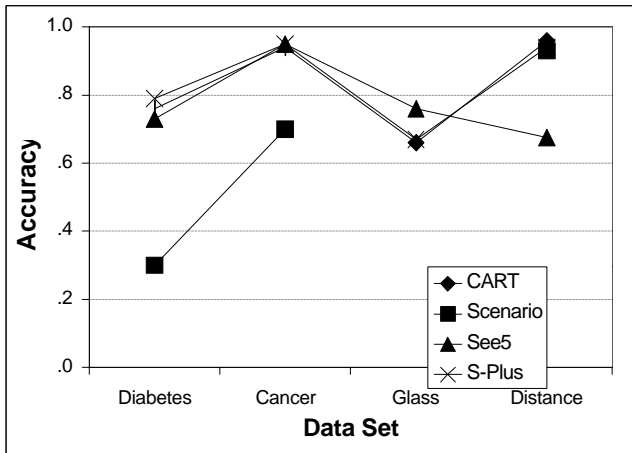 1.0
.8
.6
.4
.2
.0
Accuracy
CART
Scenario
See5
S-Plus
Diabetes Cancer Glass Distance
Data Set